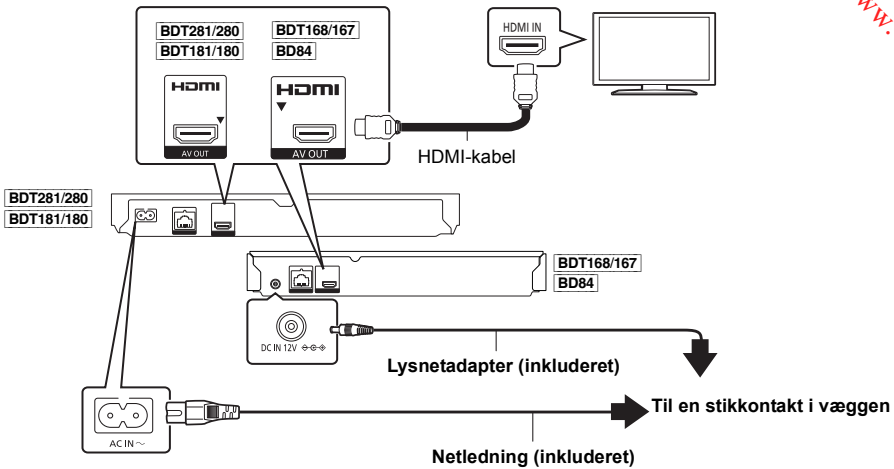 www.
BDT281/280 BDT168/167
BDT181/180 BD84
HDMI HDMI
AV OUT AV OUT
HDMI IN
HDMI-kabel
BDT281/280
BDT181/180
BDT168/167
BD84
DC IN 12V
Lysnetadapter (inkluderet)
Til en stikkontakt i væggen
AC IN ~
Netledning (inkluderet)